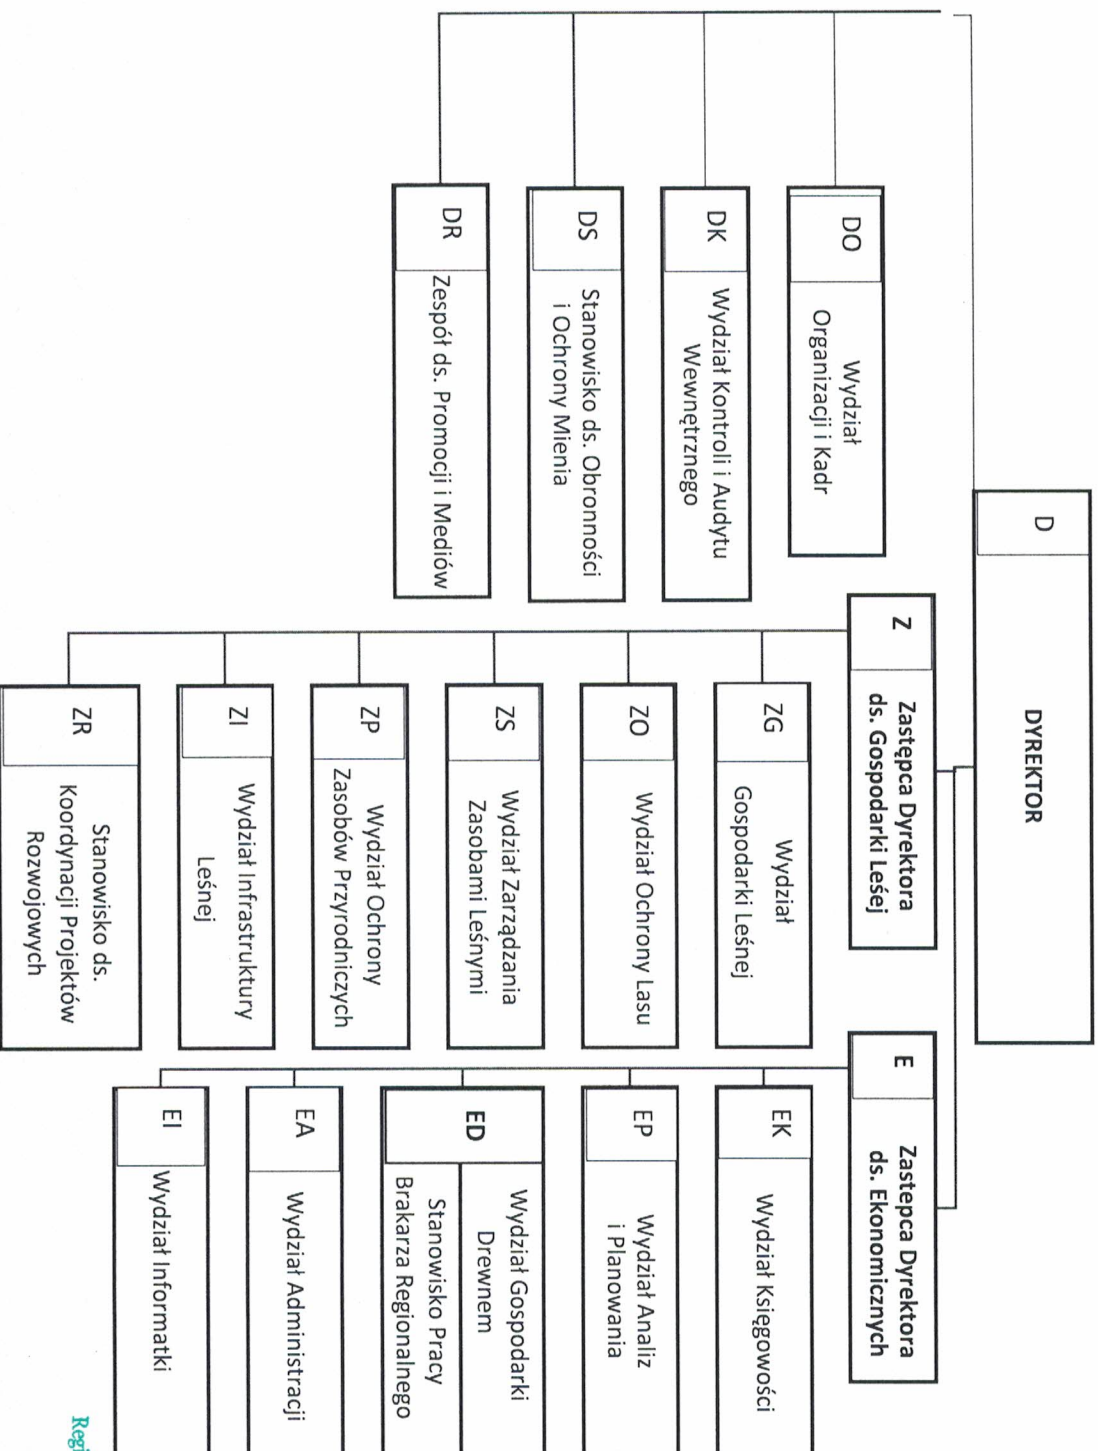 D
DYREKTOR
DO
Wydział
Organizacji i Kadr
DK
Wydział Kontroli i Audytu
Wewnętrznego
DS
Stanowisko ds. Obronności
i Ochrony Mienia
DR
Zespół ds. Promocji i Mediów
Z
Zastępca Dyrektora
ds. Gospodarki Leśej
ZG
Wydział
Gospodarki Leśnej
ZO
Wydział Ochrony Lasu
ZS
Wydział Zarządzania
Zasobami Leśnymi
ZP
Wydział Ochrony
Zasobów Przyrodniczych
ZI
Wydział Infrastruktury
Leśnej
ZR
Stanowisko ds.
Koordynacji Projektów
Rozwojowych
E
Zastepca Dyrektora
ds. Ekonomicznych
EK
Wydział Księgowości
EP
Wydział Analiz
i Planowania
ED
Wydział Gospodarki
Drewnem
Stanowisko Pracy
Brakarza Regionalnego
EA
Wydział Administracji
EI
Wydział Informatki